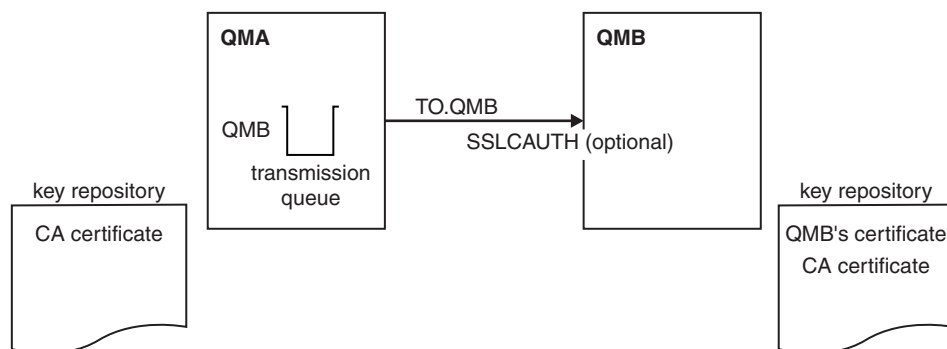 QMA
QMB
TO.QMB
QMB
SSLCAUTH (optional)
transmission
queue
key repository
CA certificate
key repository
QMB's certificate
CA certificate